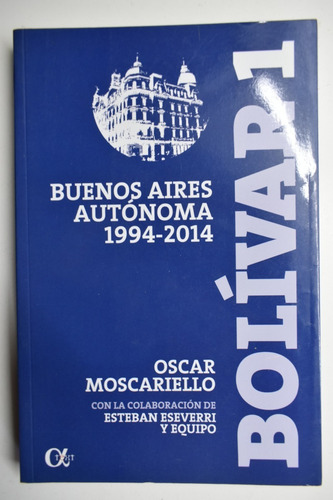 BUENOS AIRES
AUTÓNOMA
1994-2014
BOLÍVAR 1
OSCAR
MOSCARIELLO
CON LA COLABORACIÓN DE
ESTEBAN ESEVERRI
Y EQUIPO